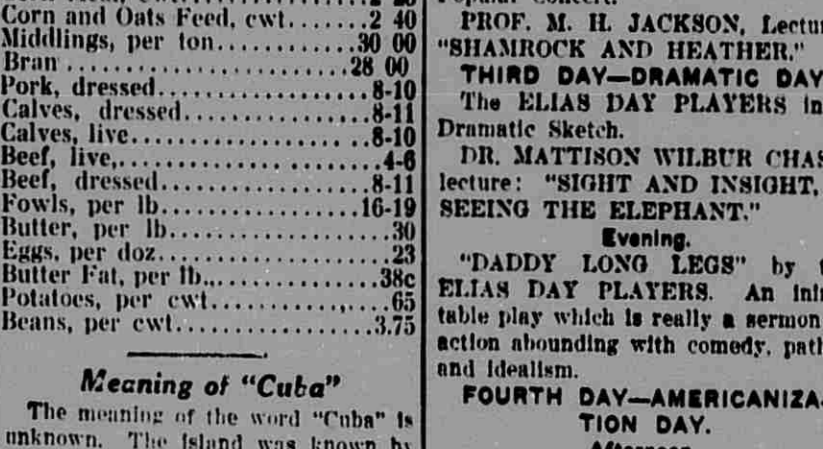 Corn and Oats Feed, cwt.......2 40
Middlings, per ton............30 00
Bran .........................28 00
Pork, dressed.................8-10
Calves, dressed...............8-11
Calves, live..................8-10
Beef, live,....................4-6
Beef, dressed.................8-11
Fowls, per lb................16-19
Butter, per lb..................30
Eggs, per doz...................23
Butter Fat, per lb.,...........38c
Potatoes, per cwt...............65
Beans, per cwt................3.75
Meaning of "Cuba"
The meaning of the word "Cuba" is
unknown. The island was known by
PROF. M. H. JACKSON, Lectur
"SHAMROCK AND HEATHER."
THIRD DAY—DRAMATIC DAY
The ELIAS DAY PLAYERS in
Dramatic Sketch.
DR. MATTISON WILBUR CHAS
lecture: "SIGHT AND INSIGHT,
SEEING THE ELEPHANT."
Evening.
"DADDY LONG LEGS" by t
ELIAS DAY PLAYERS. An inim
table play which is really a sermon
action abounding with comedy, path
and idealism.
FOURTH DAY—AMERICANIZA-
TION DAY.